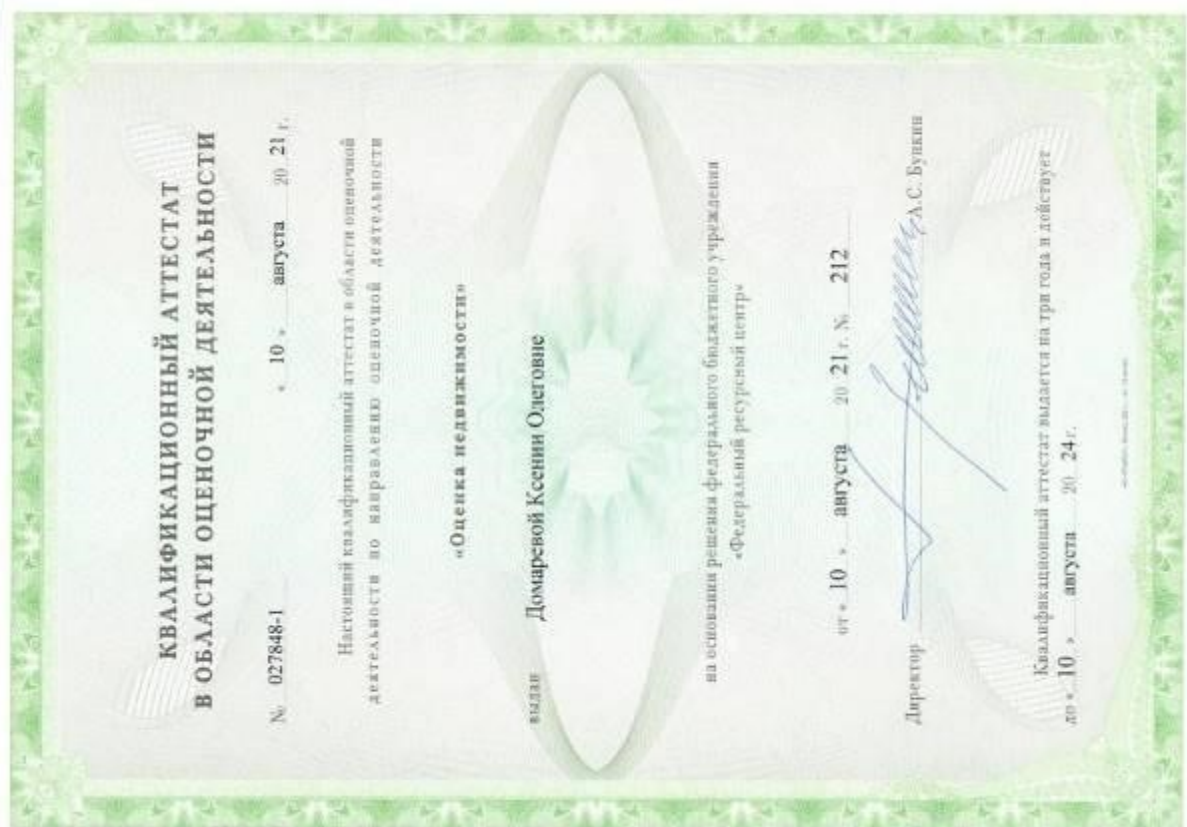 КВАЛИФИКАЦИОННЫЙ АТТЕСТАТ
В ОБЛАСТИ ОЦЕНОЧНОЙ ДЕЯТЕЛЬНОСТИ
№ 027848-1 « 10 » августа 20 21 г.
Настоящий квалификационный аттестат в области оценочной
деятельности по направлению оценочной деятельности
«Оценка недвижимости»
выдан Домаревой Ксении Олеговне
на основании решения федерального бюджетного учреждения
«Федеральный ресурсный центр»
от « 10 » августа 20 21 г. № 212
Директор А.С. Бункин
Квалификационный аттестат выдается на три года и действует
до « 10 » августа 20 24 г.